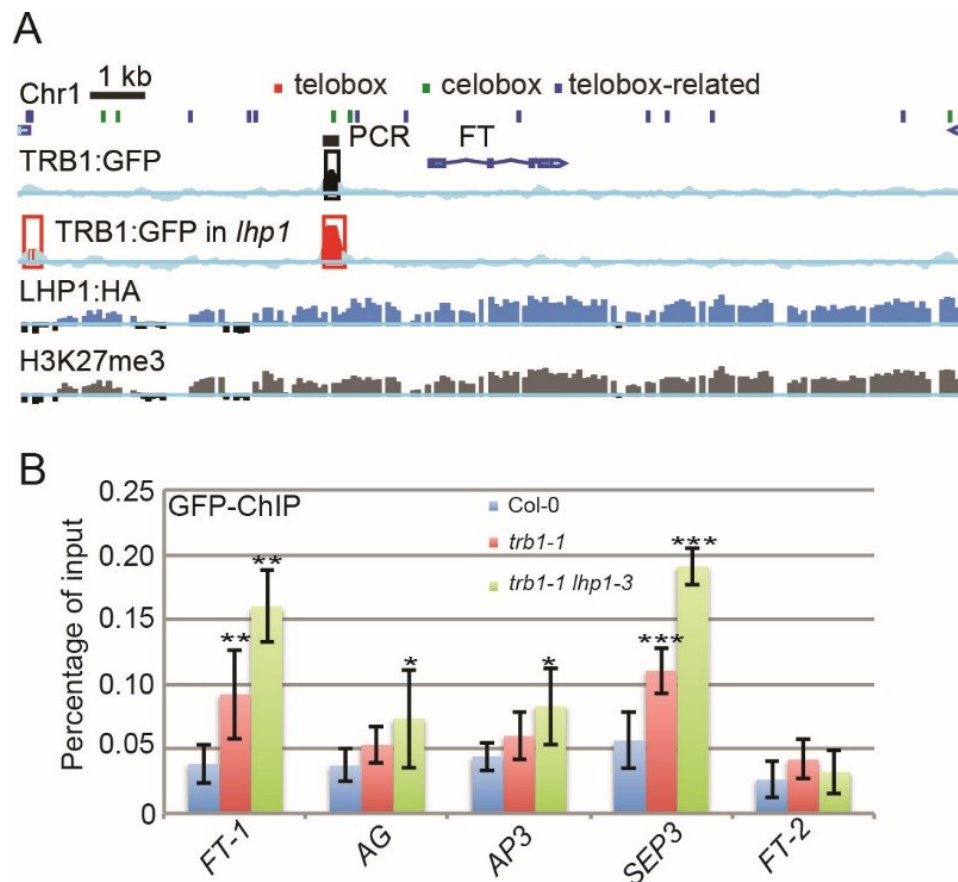 A
1 kb
Chr1
telobox celobox telobox-related
PCR FT
TRB1:GFP
TRB1:GFP in lhp1
LHP1:HA
H3K27me3
B
GFP-ChIP
Percentage of input
0.25
0.20
0.15
0.10
0.05
0
Col-0
trb1-1
trb1-1 lhp1-3
** ** * * *** ***
FT-1 AG AP3 SEP3 FT-2